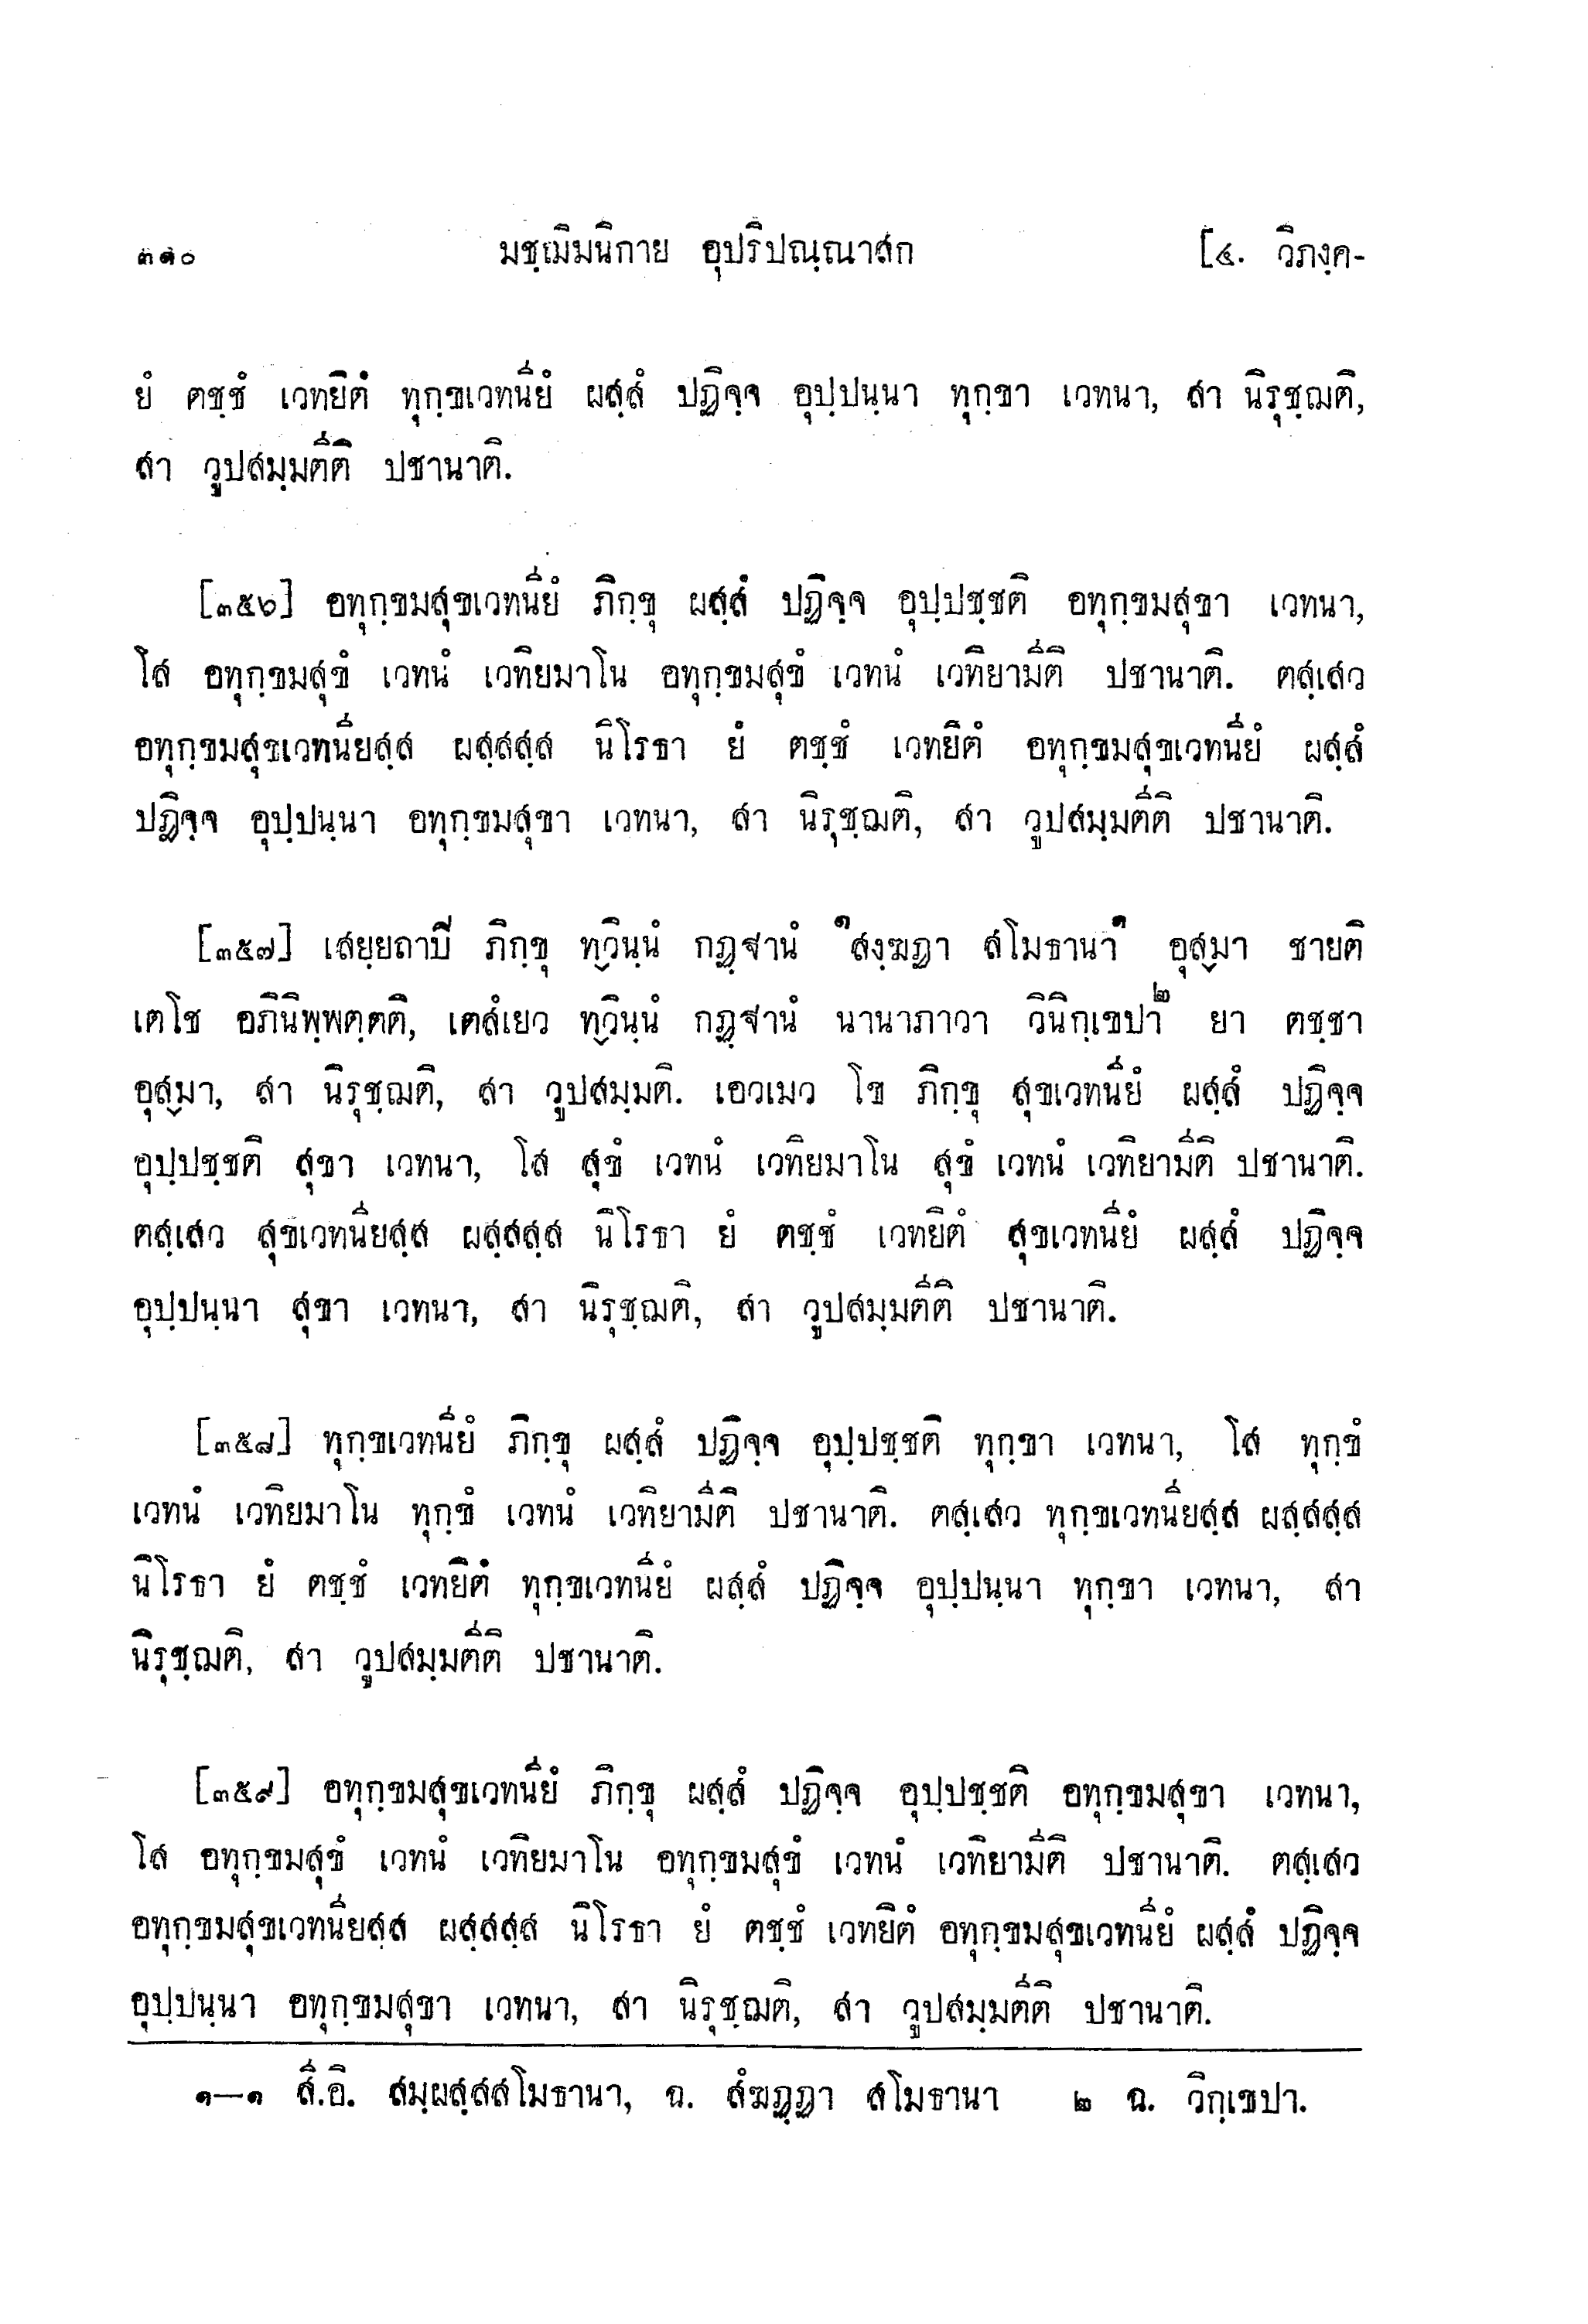 ๓๑๐ มชฺฌิมนิกาย อุปริปณฺณาสก [๔. วิภงฺค-
ยํ ตชฺชํ เวทยิตํ ทุกฺขเวทนียํ ผสฺสํ ปฏิจฺจ อุปฺปนฺนา ทุกฺขา เวทนา, สา นิรุชฺฌติ,
สา วูปสมฺมตีติ ปชานาติ.
[๓๕๖] อทุกฺขมสุขเวทนียํ ภิกฺขุ ผสฺสํ ปฏิจฺจ อุปฺปชฺชติ อทุกฺขมสุขา เวทนา,
โส อทุกฺขมสุขํ เวทนํ เวทิยมาโน อทุกฺขมสุขํ เวทนํ เวทิยามีติ ปชานาติ. ตสฺเสว
อทุกฺขมสุขเวทนียสฺส ผสฺสสฺส นิโรธา ยํ ตชฺชํ เวทยิตํ อทุกฺขมสุขเวทนียํ ผสฺสํ
ปฏิจฺจ อุปฺปนฺนา อทุกฺขมสุขา เวทนา, สา นิรุชฺฌติ, สา วูปสมฺมตีติ ปชานาติ.
[๓๕๗] เสยฺยถาปี ภิกฺขุ ทฺวินฺนํ กฏฺฐานํ ๑สงฺฆฏา สโมธานา๑ อุสฺมา ชายติ
เตโช อภินิพฺพตฺตติ, เตสํเยว ทฺวินฺนํ กฏฺฐานํ นานาภาวา วินิกฺเขปา๒ ยา ตชฺชา
อุสฺมา, สา นิรุชฺฌติ, สา วูปสมฺมติ. เอวเมว โข ภิกฺขุ สุขเวทนียํ ผสฺสํ ปฏิจฺจ
อุปฺปชฺชติ สุขา เวทนา, โส สุขํ เวทนํ เวทิยมาโน สุขํ เวทนํ เวทิยามีติ ปชานาติ.
ตสฺเสว สุขเวทนียสฺส ผสฺสสฺส นิโรธา ยํ ตชฺชํ เวทยิตํ สุขเวทนียํ ผสฺสํ ปฏิจฺจ
อุปฺปนฺนา สุขา เวทนา, สา นิรุชฺฌติ, สา วูปสมฺมตีติ ปชานาติ.
[๓๕๘] ทุกฺขเวทนียํ ภิกฺขุ ผสฺสํ ปฏิจฺจ อุปฺปชฺชติ ทุกฺขา เวทนา, โส ทุกฺขํ
เวทนํ เวทิยมาโน ทุกฺขํ เวทนํ เวทิยามีติ ปชานาติ. ตสฺเสว ทุกฺขเวทนียสฺส ผสฺสสฺส
นิโรธา ยํ ตชฺชํ เวทยิตํ ทุกฺขเวทนียํ ผสฺสํ ปฏิจฺจ อุปฺปนฺนา ทุกฺขา เวทนา, สา
นิรุชฺฌติ, สา วูปสมฺมตีติ ปชานาติ.
[๓๕๙] อทุกฺขมสุขเวทนียํ ภิกฺขุ ผสฺสํ ปฏิจฺจ อุปฺปชฺชติ อทุกฺขมสุขา เวทนา,
โส อทุกฺขมสุขํ เวทนํ เวทิยมาโน อทุกฺขมสุขํ เวทนํ เวทิยามีติ ปชานาติ. ตสฺเสว
อทุกฺขมสุขเวทนียสฺส ผสฺสสฺส นิโรธา ยํ ตชฺชํ เวทยิตํ อทุกฺขมสุขเวทนียํ ผสฺสํ ปฏิจฺจ
อุปฺปนฺนา อทุกฺขมสุขา เวทนา, สา นิรุชฺฌติ, สา วูปสมฺมตีติ ปชานาติ.
๑—๑ สี.อิ. สมฺผสฺสสโมธานา, ฉ. สํฆฏฺฏา สโมธานา ๒ ฉ. วิกฺเขปา.